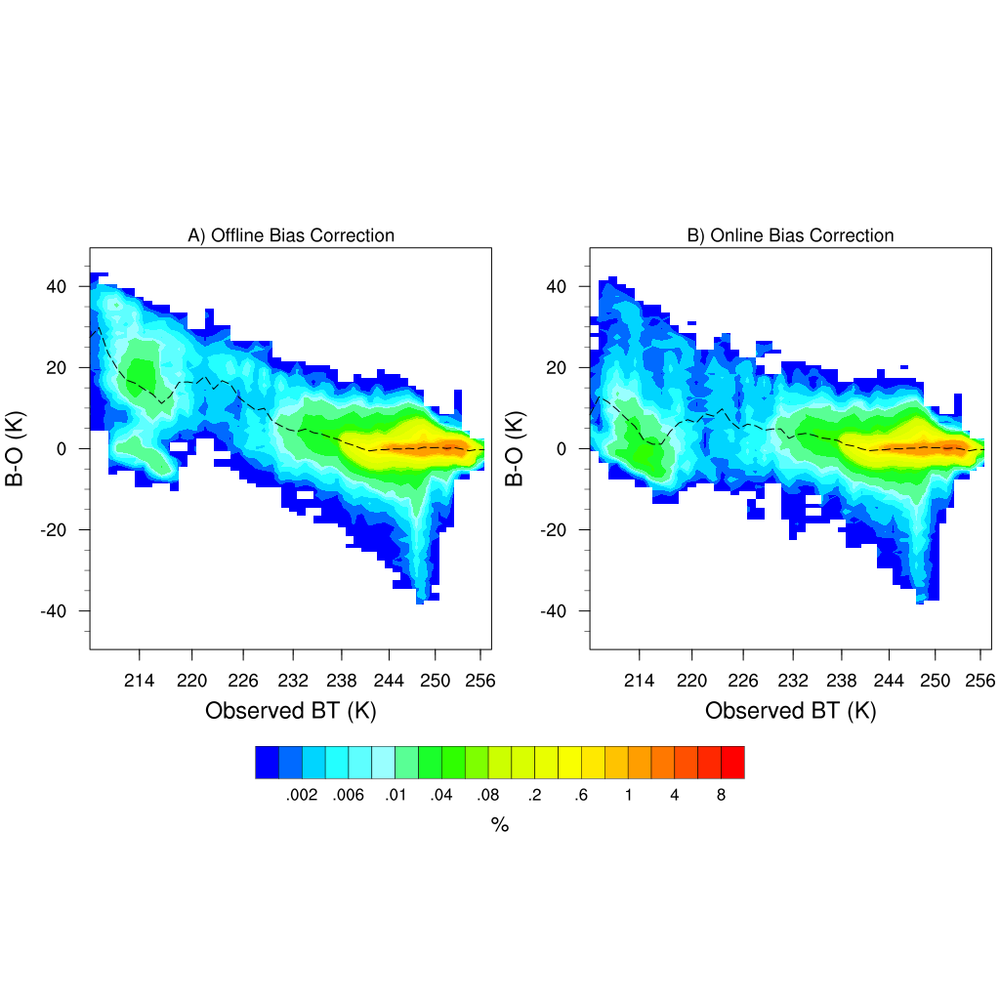 A) Offline Bias Correction
B-O (K)
40
20
0
-20
-40
214 220 226 232 238 244 250 256
Observed BT (K)
B) Online Bias Correction
B-O (K)
40
20
0
-20
-40
214 220 226 232 238 244 250 256
Observed BT (K)
.002 .006 .01 .04 .08 .2 .6 1 4 8
%